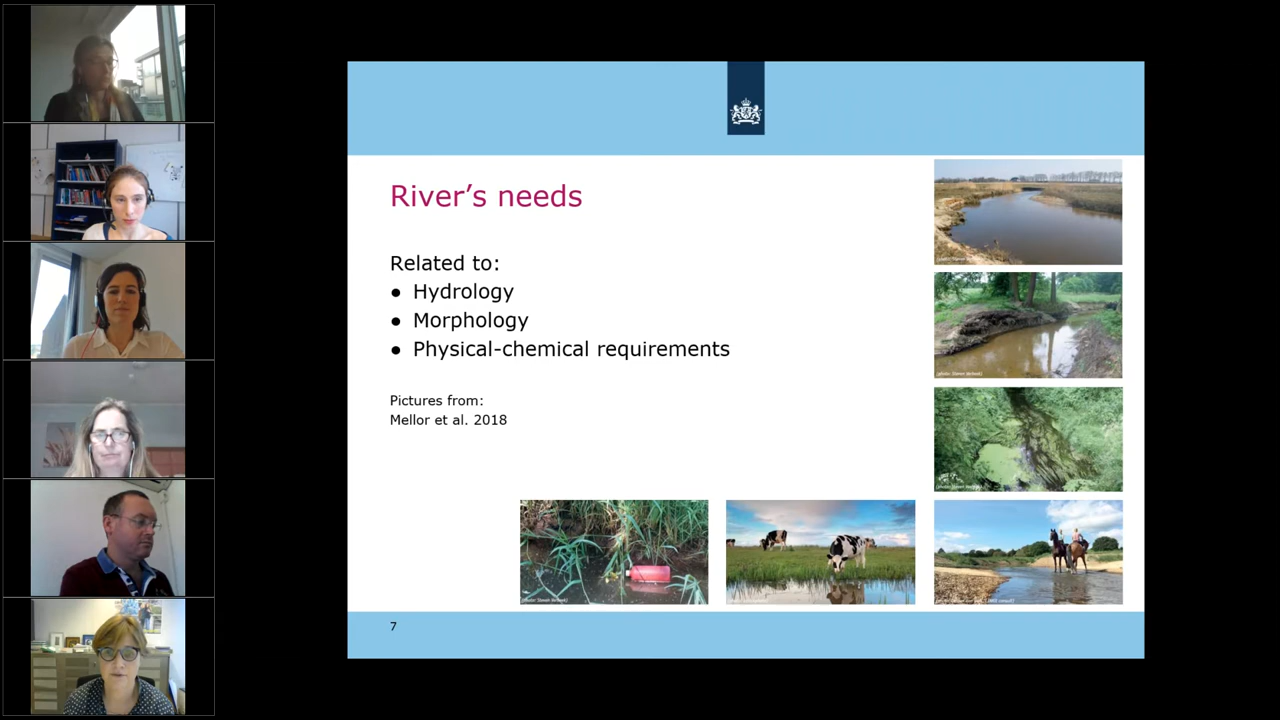 River's needs
Related to:
● Hydrology
● Morphology
● Physical-chemical requirements
Pictures from:
Mellor et al. 2018
7